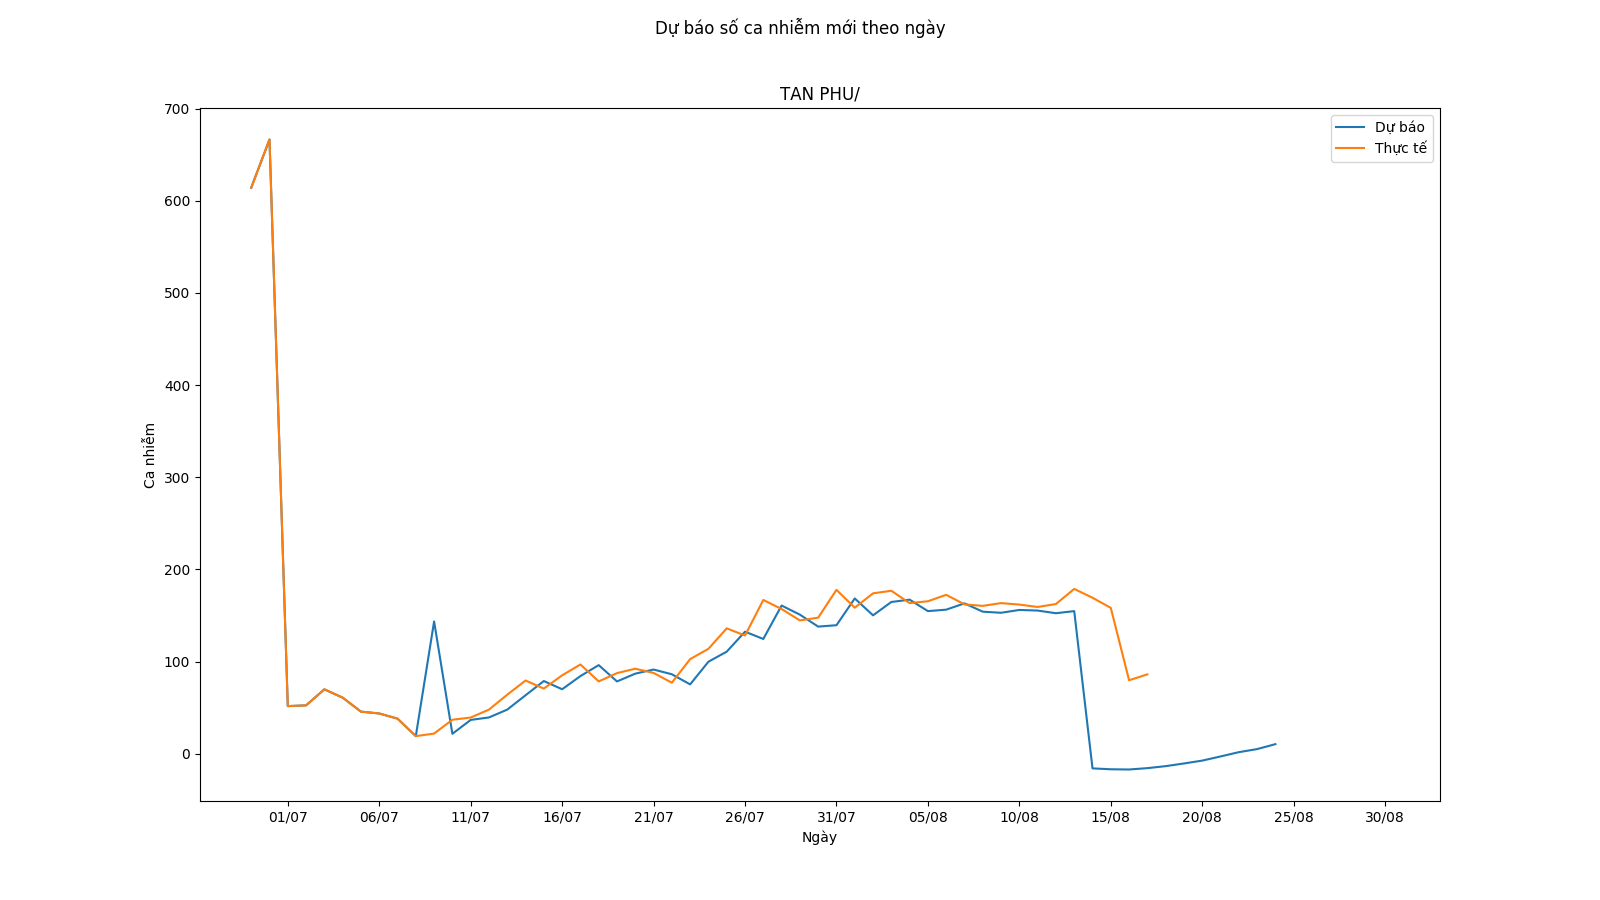 Dự báo số ca nhiễm mới theo ngày
TAN PHU/
Dự báo
Thực tế
Ca nhiễm
700
600
500
400
300
200
100
0
01/07 06/07 11/07 16/07 21/07 26/07 31/07 05/08 10/08 15/08 20/08 25/08 30/08
Ngày